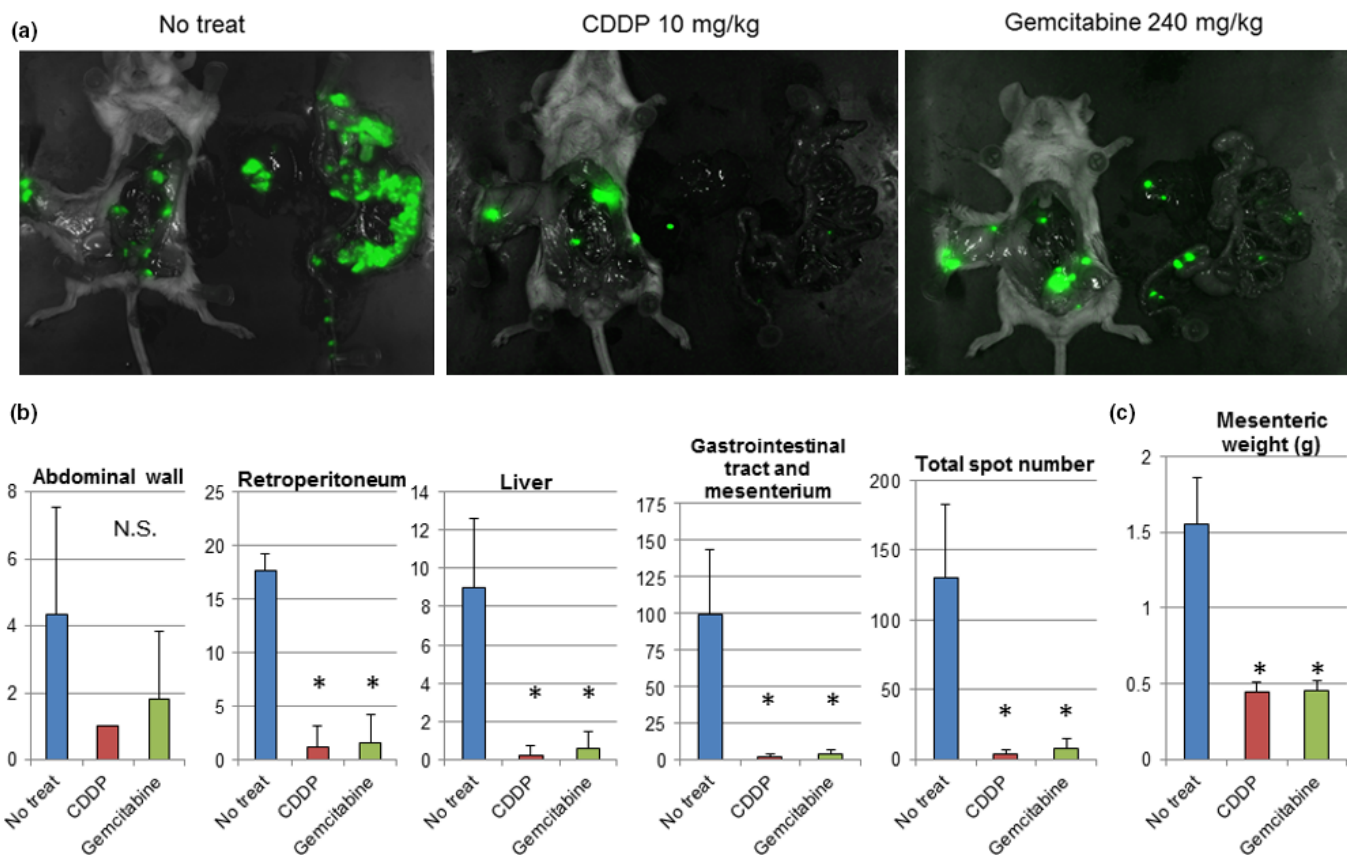 (a)
No treat
CDDP 10 mg/kg
Gemcitabine 240 mg/kg
(b)
Abdominal wall
8
6
4
2
0
N.S.
No treat
CDDP
Gemcitabine
Retroperitoneum
25
20
15
10
5
0
*
*
No treat
CDDP
Gemcitabine
Liver
14
12
10
8
6
4
2
0
*
*
No treat
CDDP
Gemcitabine
Gastrointestinal
tract and
mesenterium
175
150
125
100
75
50
25
0
*
*
No treat
CDDP
Gemcitabine
Total spot number
200
150
100
50
0
*
*
No treat
CDDP
Gemcitabine
(c)
Mesenteric
weight (g)
2
1.5
1
0.5
0
*
*
No treat
CDDP
Gemcitabine